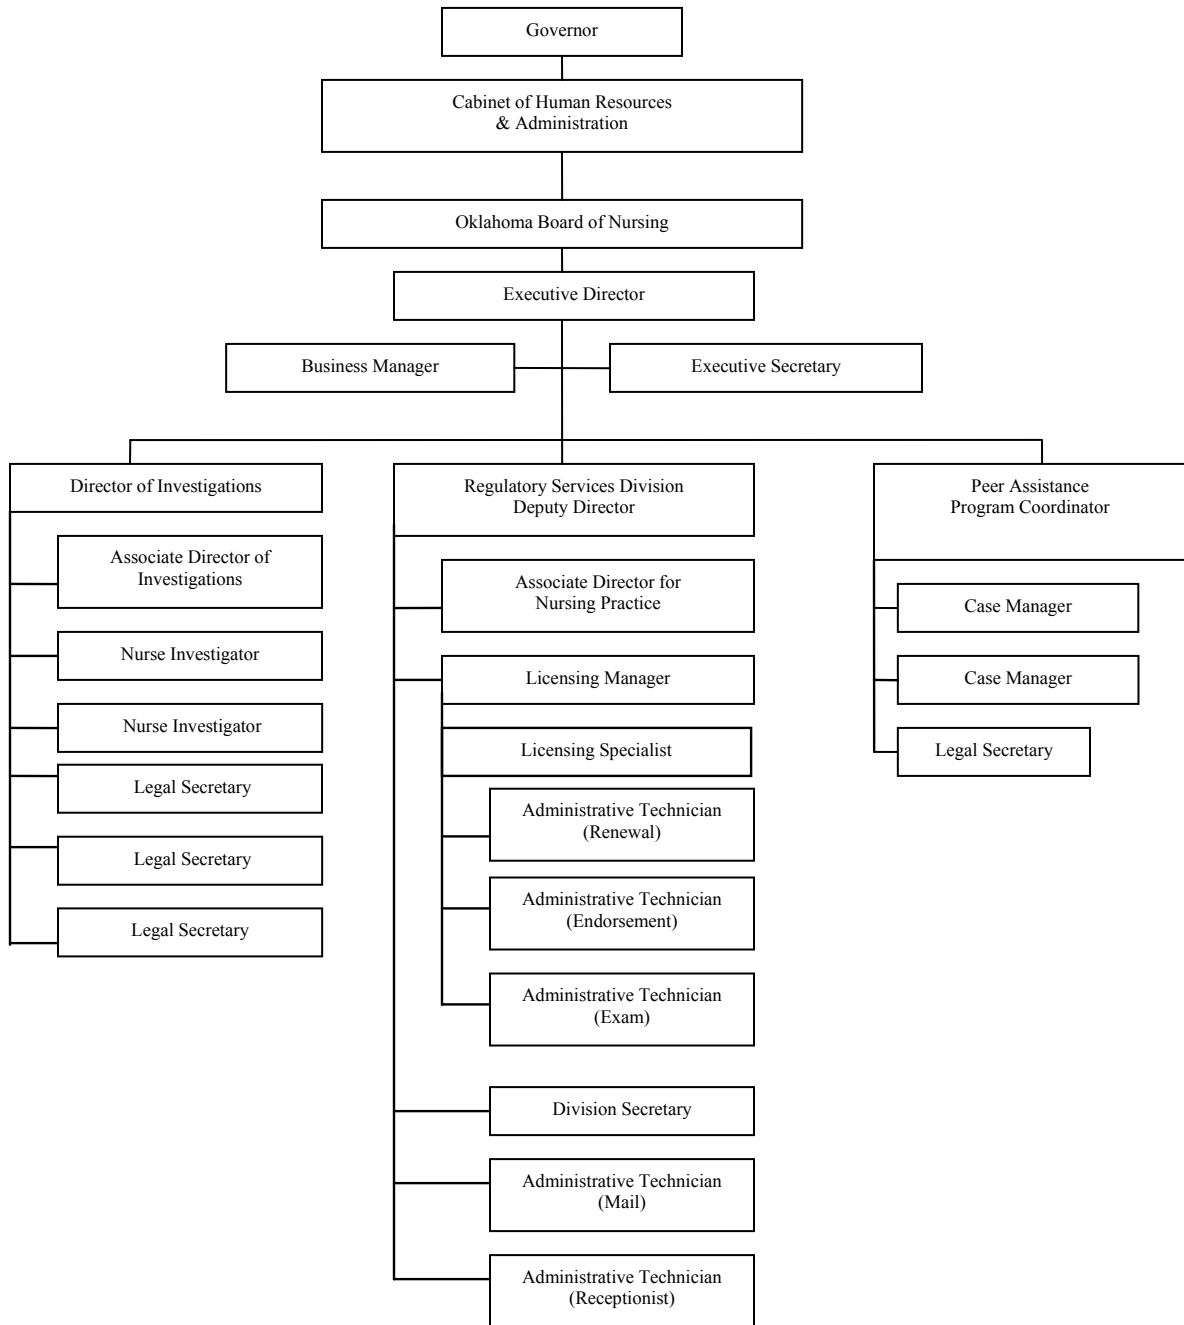 Governor
Cabinet of Human Resources
& Administration
Oklahoma Board of Nursing
Executive Director
Business Manager
Executive Secretary
Director of Investigations
Associate Director of
Investigations
Nurse Investigator
Nurse Investigator
Legal Secretary
Legal Secretary
Legal Secretary
Regulatory Services Division
Deputy Director
Associate Director for
Nursing Practice
Licensing Manager
Licensing Specialist
Administrative Technician
(Renewal)
Administrative Technician
(Endorsement)
Administrative Technician
(Exam)
Division Secretary
Administrative Technician
(Mail)
Administrative Technician
(Receptionist)
Peer Assistance
Program Coordinator
Case Manager
Case Manager
Legal Secretary